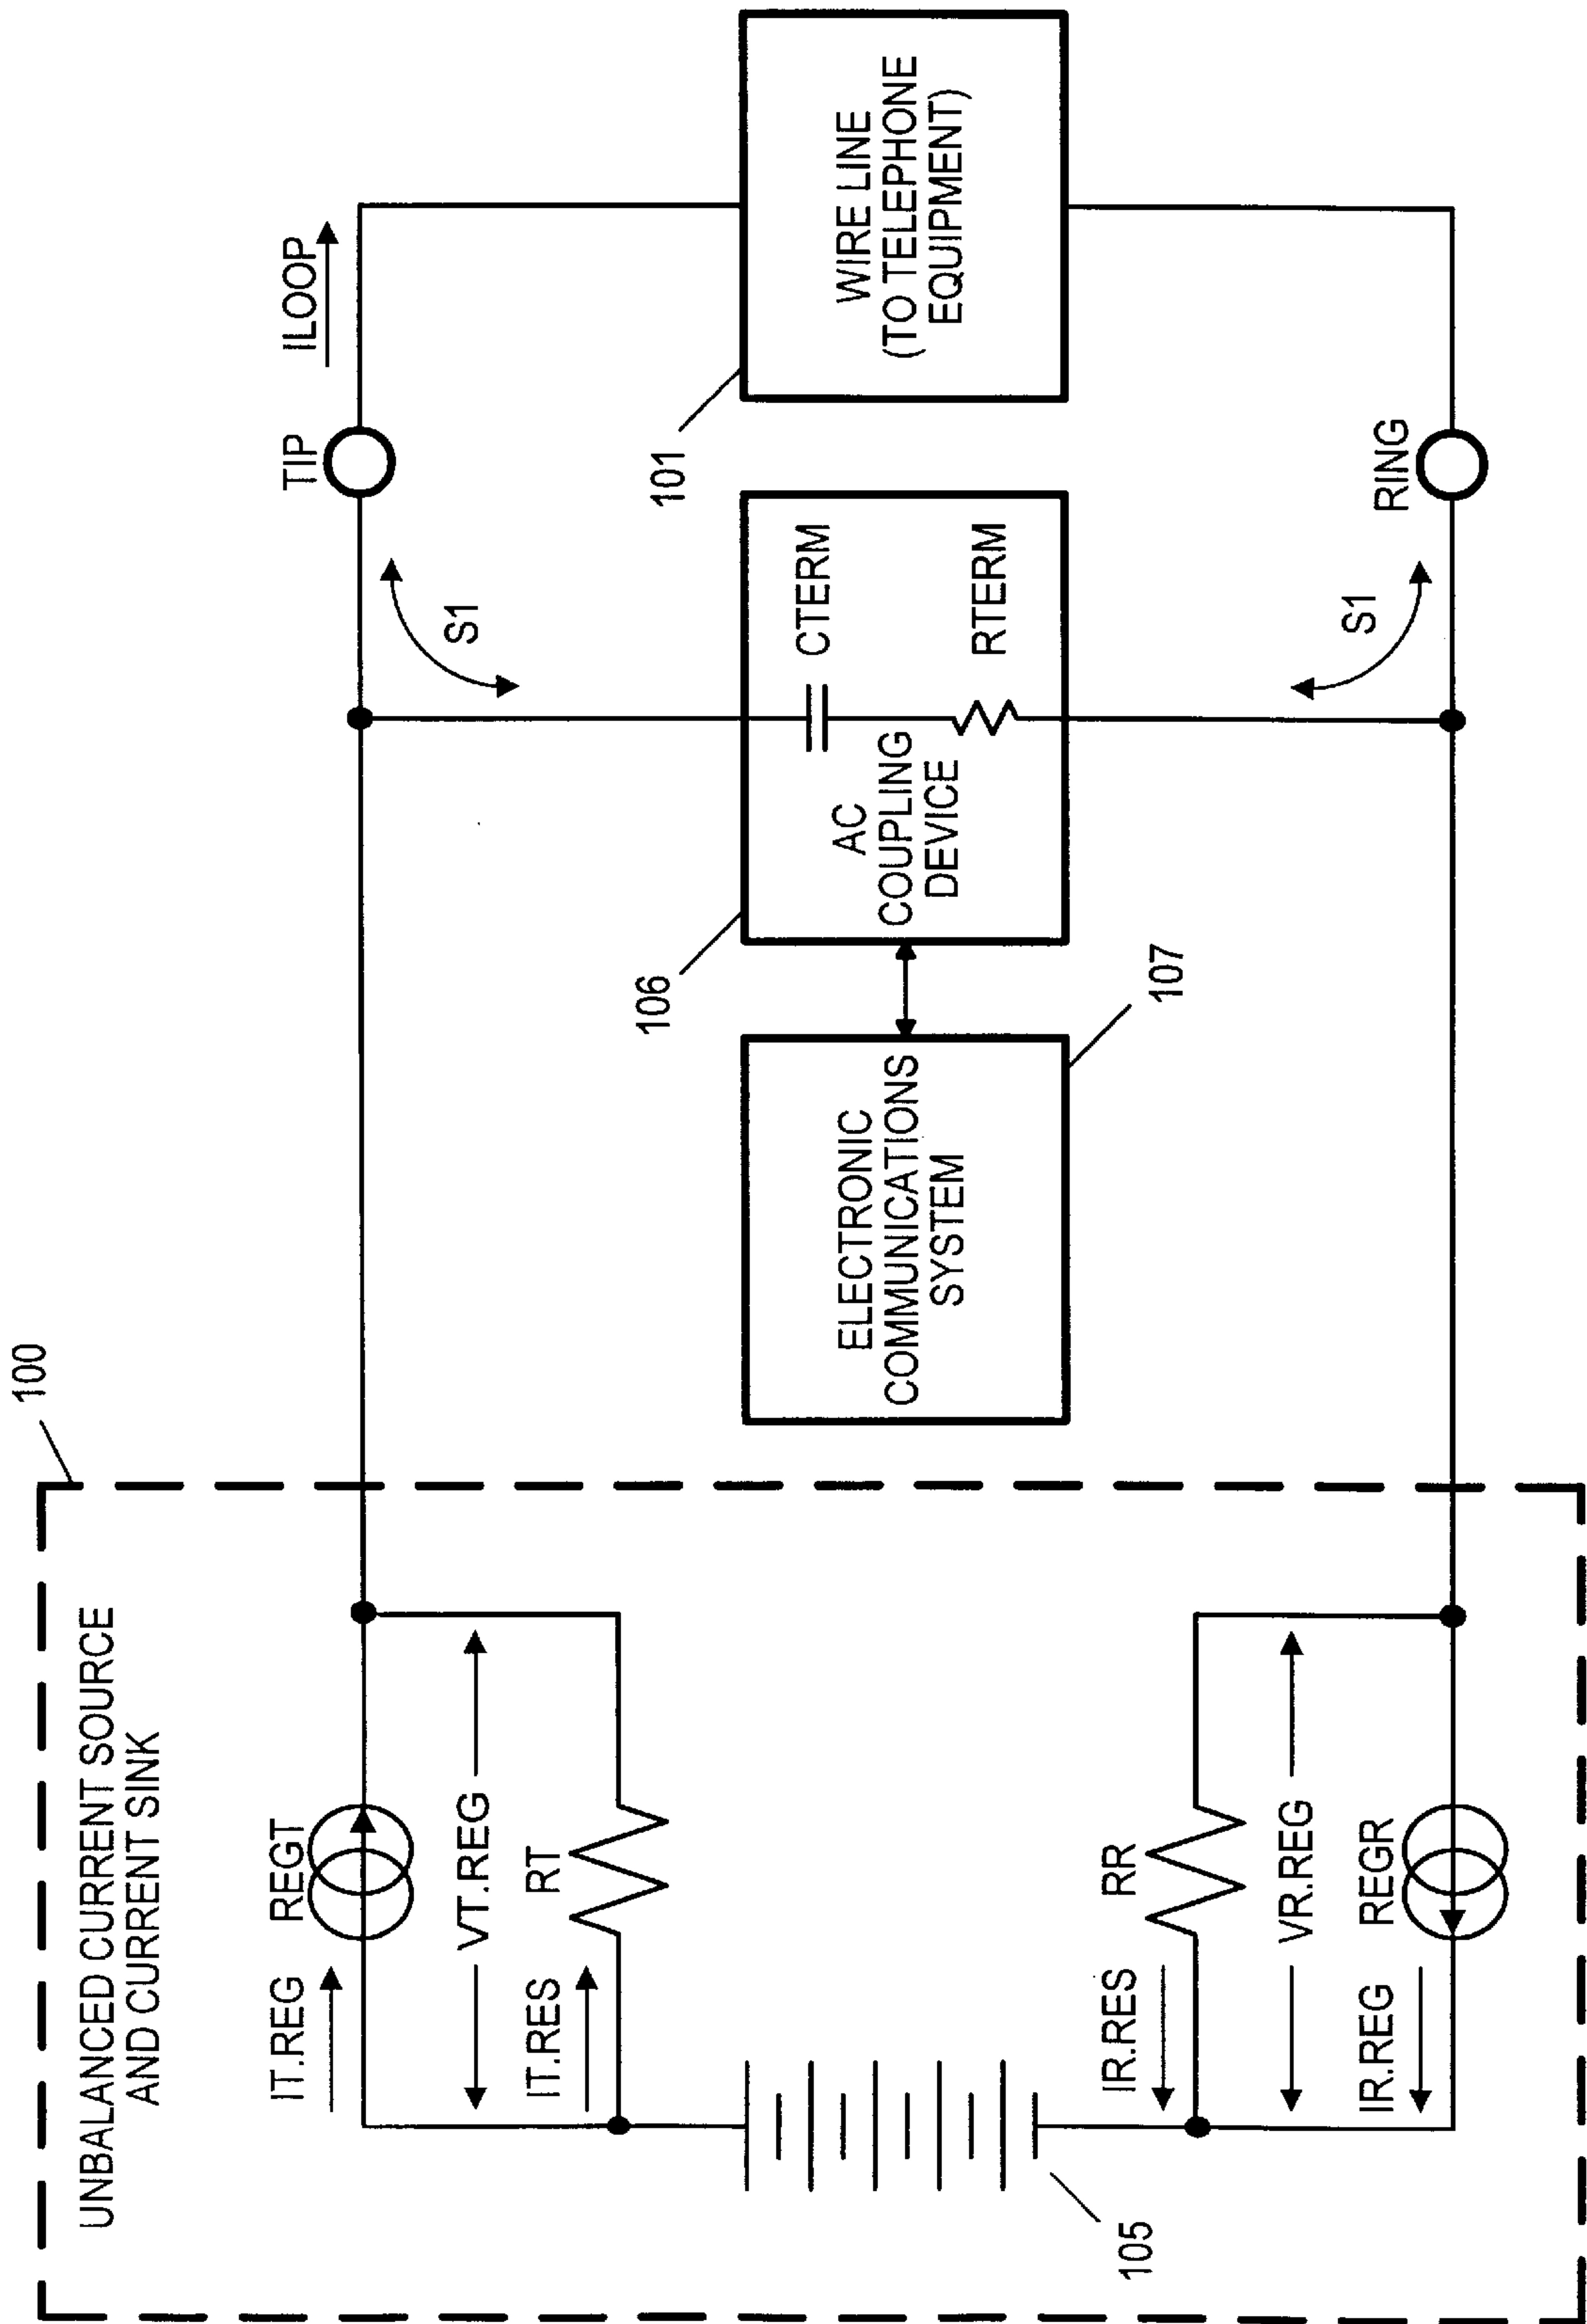 100
UNBALANCED CURRENT SOURCE
AND CURRENT SINK
IT.REG
REGT
TIP
ILOOP
VT.REG
S1
IT.RES
RT
106
101
ELECTRONIC
COMMUNICATIONS
SYSTEM
AC
COUPLING
DEVICE
CTERM
RTERM
WIRE LINE
(TO TELEPHONE
EQUIPMENT)
107
105
IR.RES
RR
VR.REG
S1
IR.REG
REGR
RING